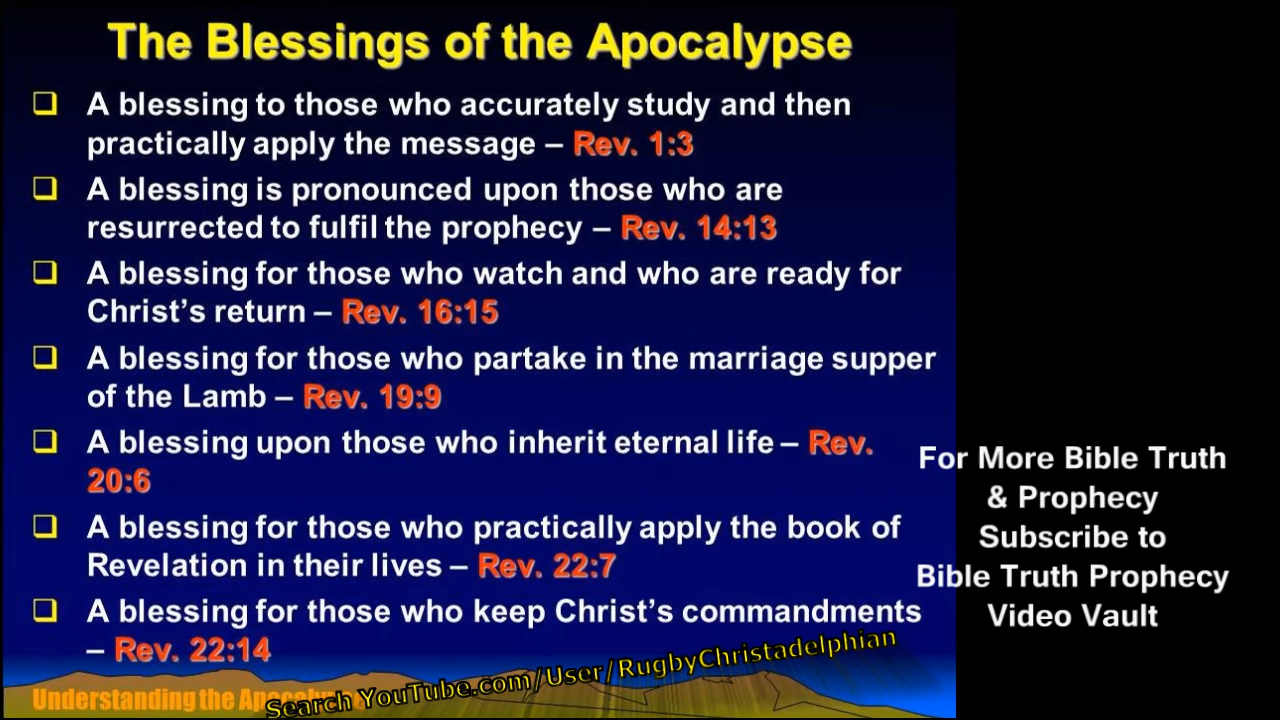 The Blessings of the Apocalypse
A blessing to those who accurately study and then
practically apply the message – Rev. 1:3
A blessing is pronounced upon those who are
resurrected to fulfil the prophecy – Rev. 14:13
A blessing for those who watch and who are ready for
Christ's return – Rev. 16:15
A blessing for those who partake in the marriage supper
of the Lamb – Rev. 19:9
A blessing upon those who inherit eternal life – Rev.
20:6
A blessing for those who practically apply the book of
Revelation in their lives – Rev. 22:7
A blessing for those who keep Christ's commandments
– Rev. 22:14
Understanding the
Search YouTube.com/User/RugbyChristadelphian
For More Bible Truth
& Prophecy
Subscribe to
Bible Truth Prophecy
Video Vault